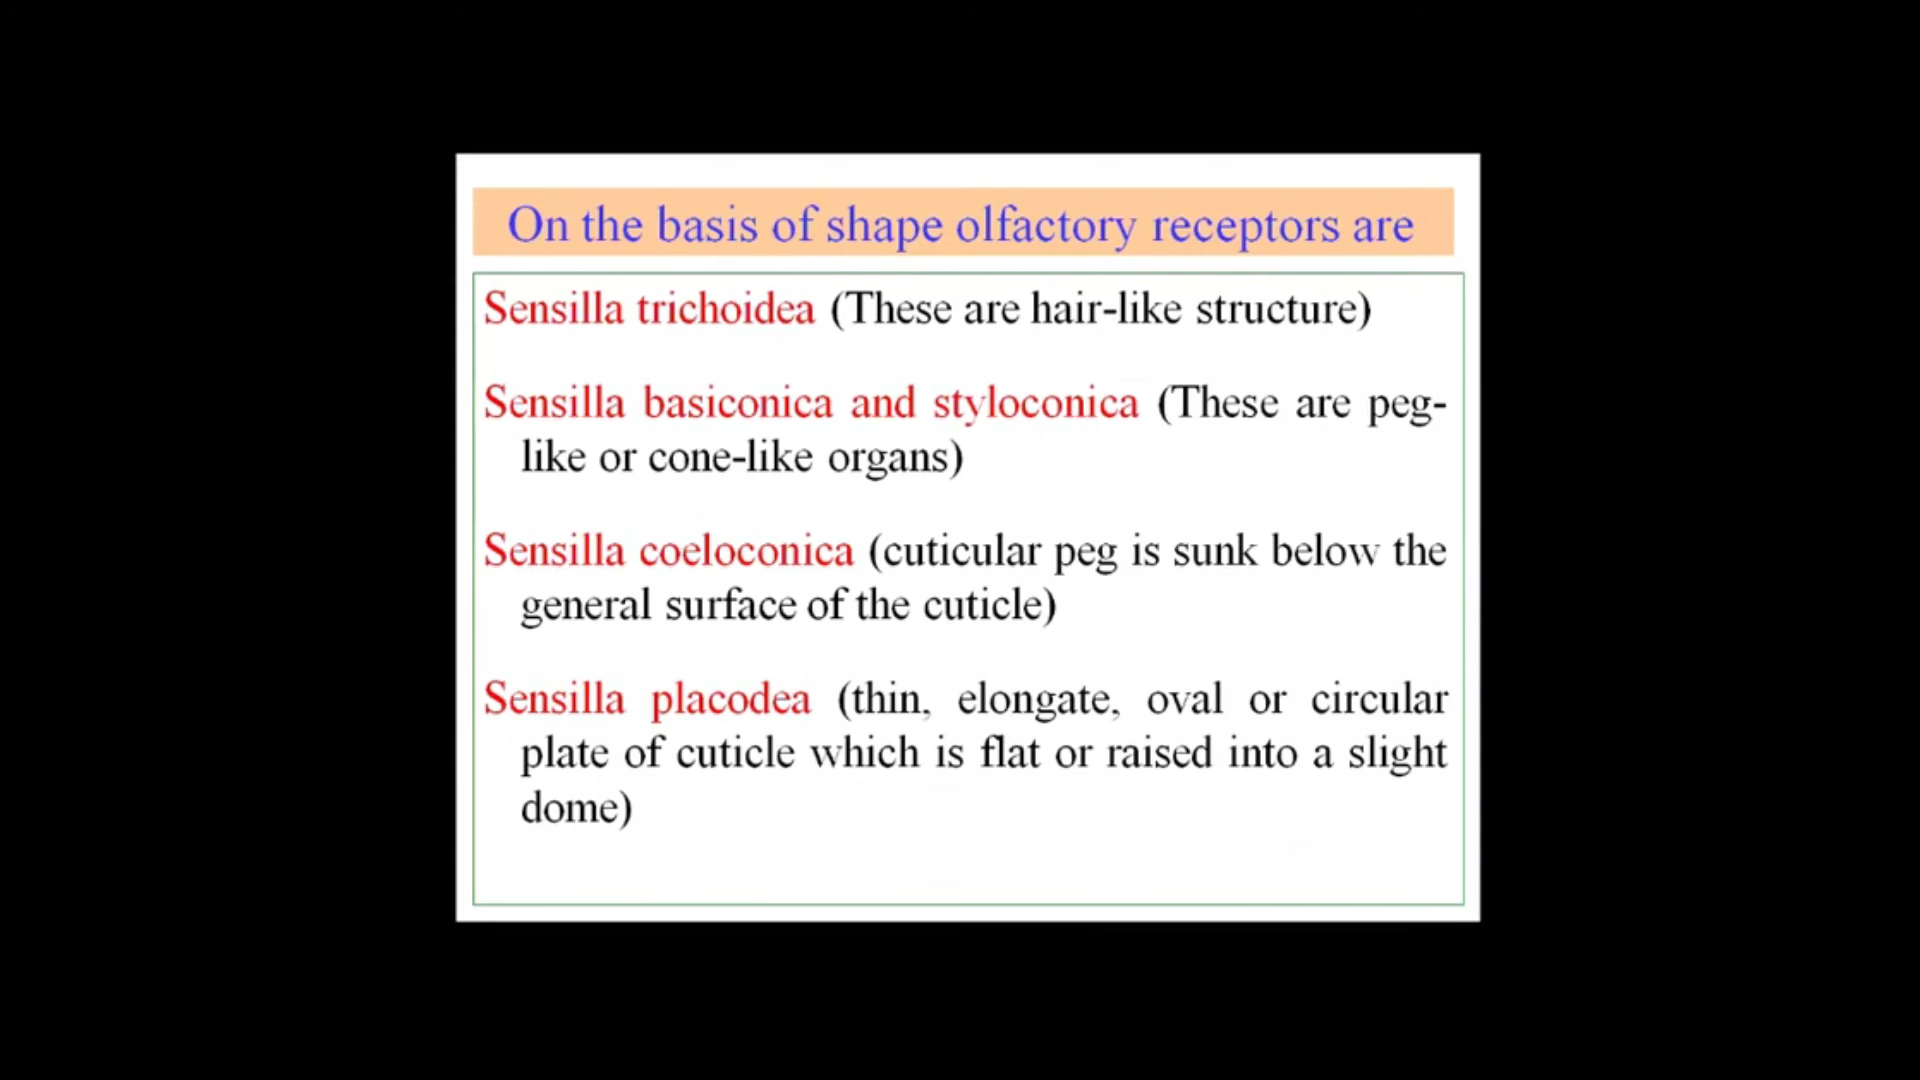 On the basis of shape olfactory receptors are
Sensilla trichoidea (These are hair-like structure)
Sensilla basiconica and styloconica (These are peg-
like or cone-like organs)
Sensilla coeloconica (cuticular peg is sunk below the
general surface of the cuticle)
Sensilla placodea (thin, elongate, oval or circular
plate of cuticle which is flat or raised into a slight
dome)